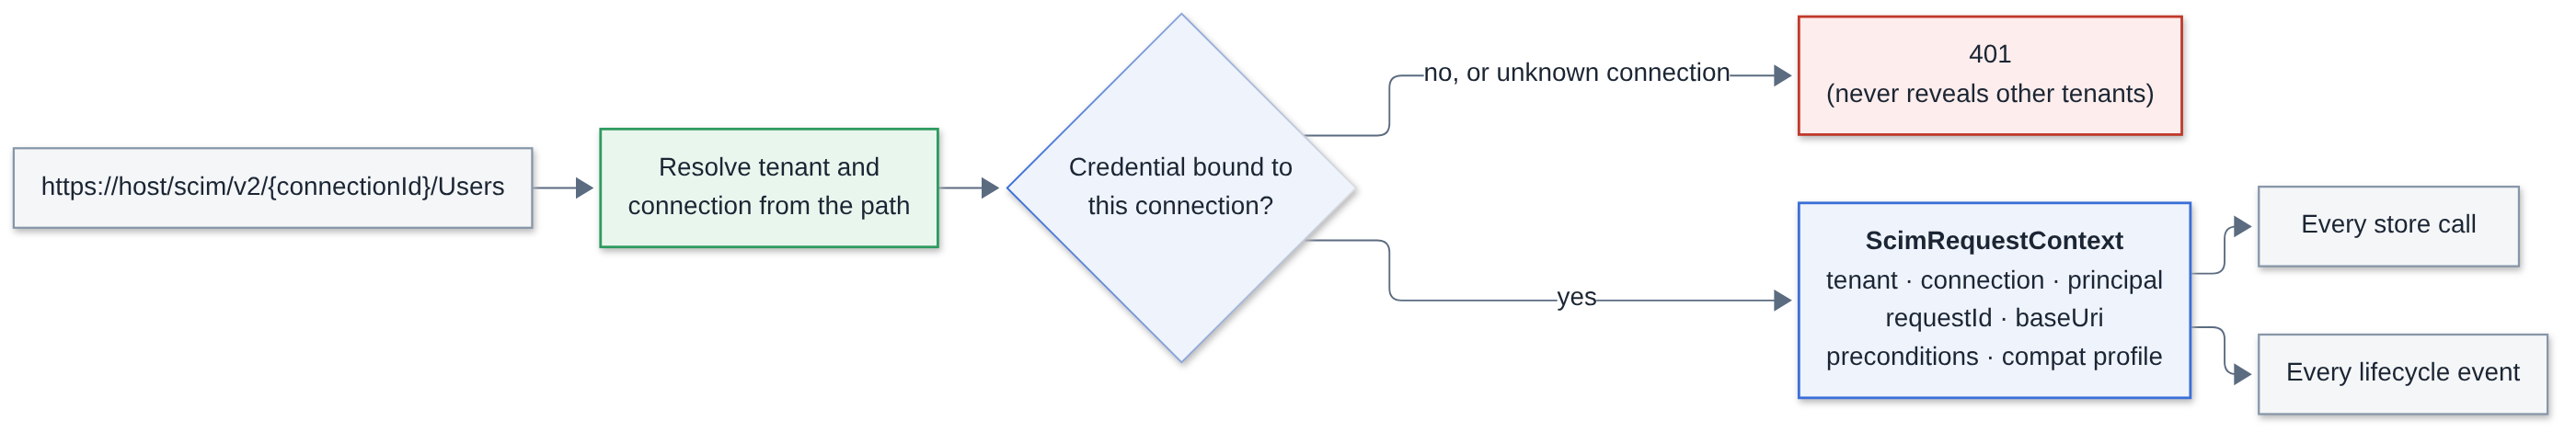 https://host/scim/v2/{connectionId}/Users
Resolve tenant and
connection from the path
Credential bound to
this connection?
no, or unknown connection
401
(never reveals other tenants)
yes
ScimRequestContext
tenant · connection · principal
requestId · baseUri
preconditions · compat profile
Every store call
Every lifecycle event